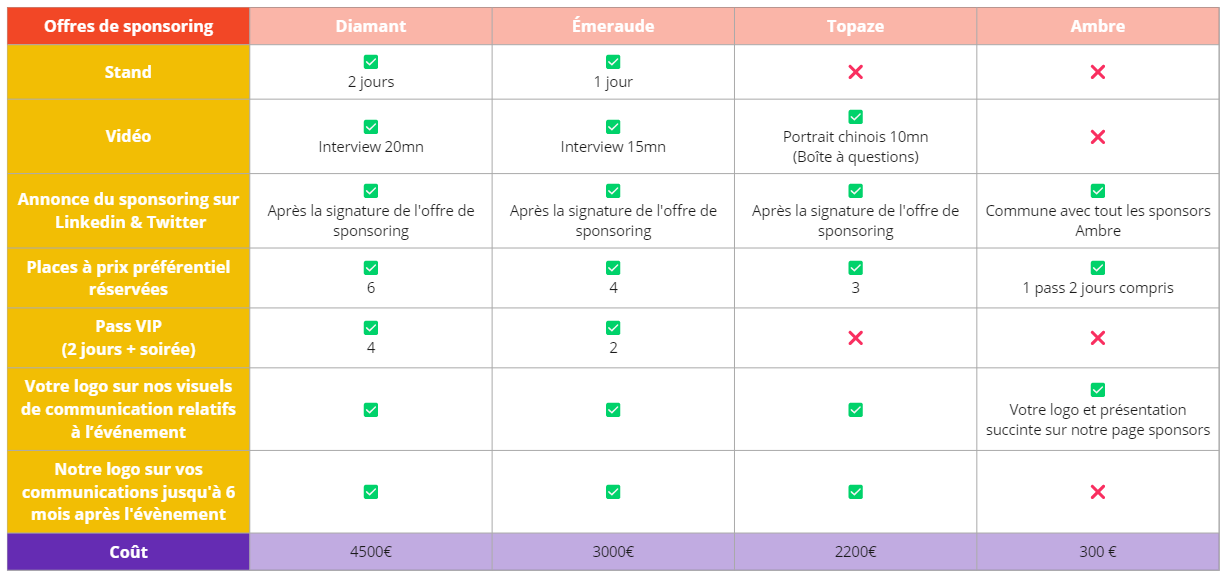 Offres de sponsoring
Diamant
Émeraude
Topaze
Ambre
Stand
2 jours
1 jour
Vidéo
Interview 20mn
Interview 15mn
Portrait chinois 10mn
(Boîte à questions)
Annonce du sponsoring sur
Linkedin & Twitter
Après la signature de l'offre de
sponsoring
Après la signature de l'offre de
sponsoring
Après la signature de l'offre de
sponsoring
Commune avec tout les sponsors
Ambre
Places à prix préférentiel
réservées
6
4
3
1 pass 2 jours compris
Pass VIP
(2 jours + soirée)
4
2
Votre logo sur nos visuels
de communication relatifs
à l’événement
Votre logo et présentation
succinte sur notre page sponsors
Notre logo sur vos
communications jusqu'à 6
mois après l'évènement
Coût
4500€
3000€
2200€
300 €